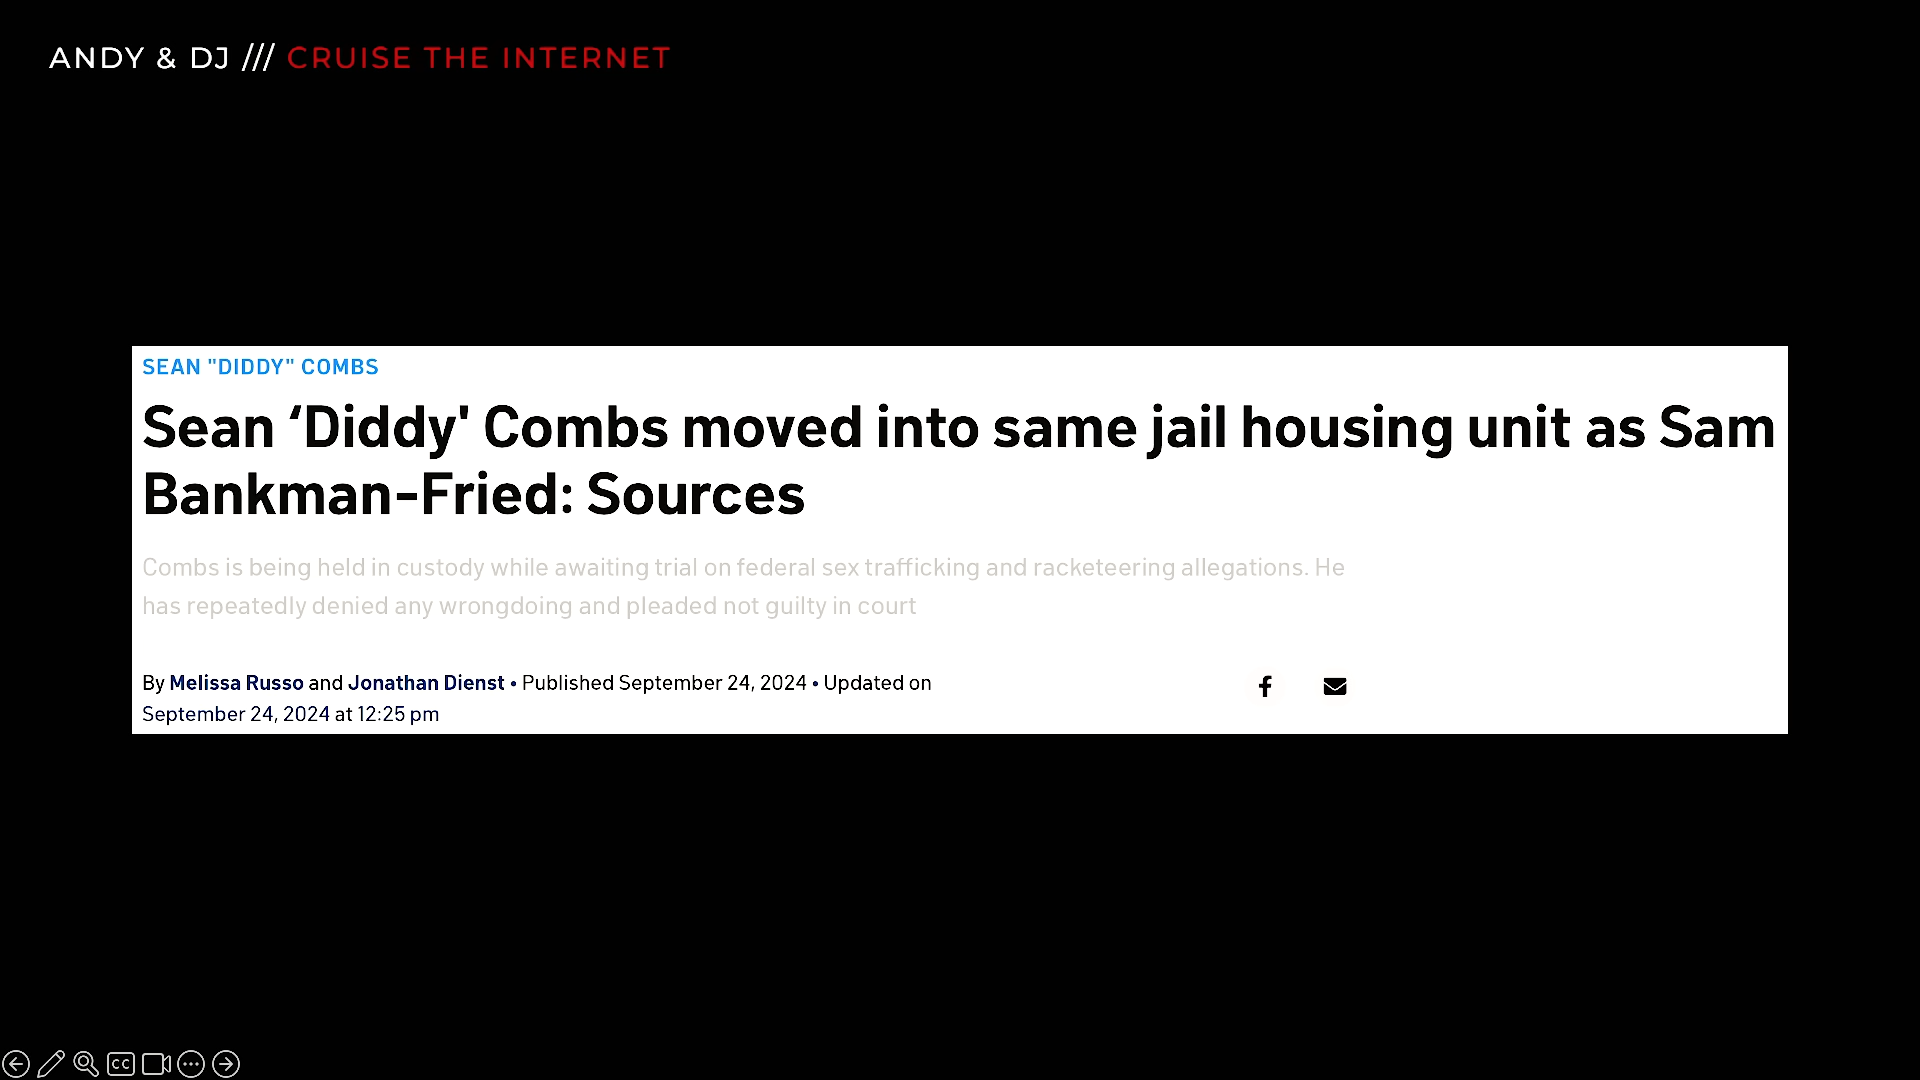 ANDY & DJ /// CRUISE THE INTERNET
SEAN "DIDDY" COMBS
Sean ‘Diddy' Combs moved into same jail housing unit as Sam
Bankman-Fried: Sources
Combs is being held in custody while awaiting trial on federal sex trafficking and racketeering allegations. He
has repeatedly denied any wrongdoing and pleaded not guilty in court
By Melissa Russo and Jonathan Dienst • Published September 24, 2024 • Updated on
September 24, 2024 at 12:25 pm
CC